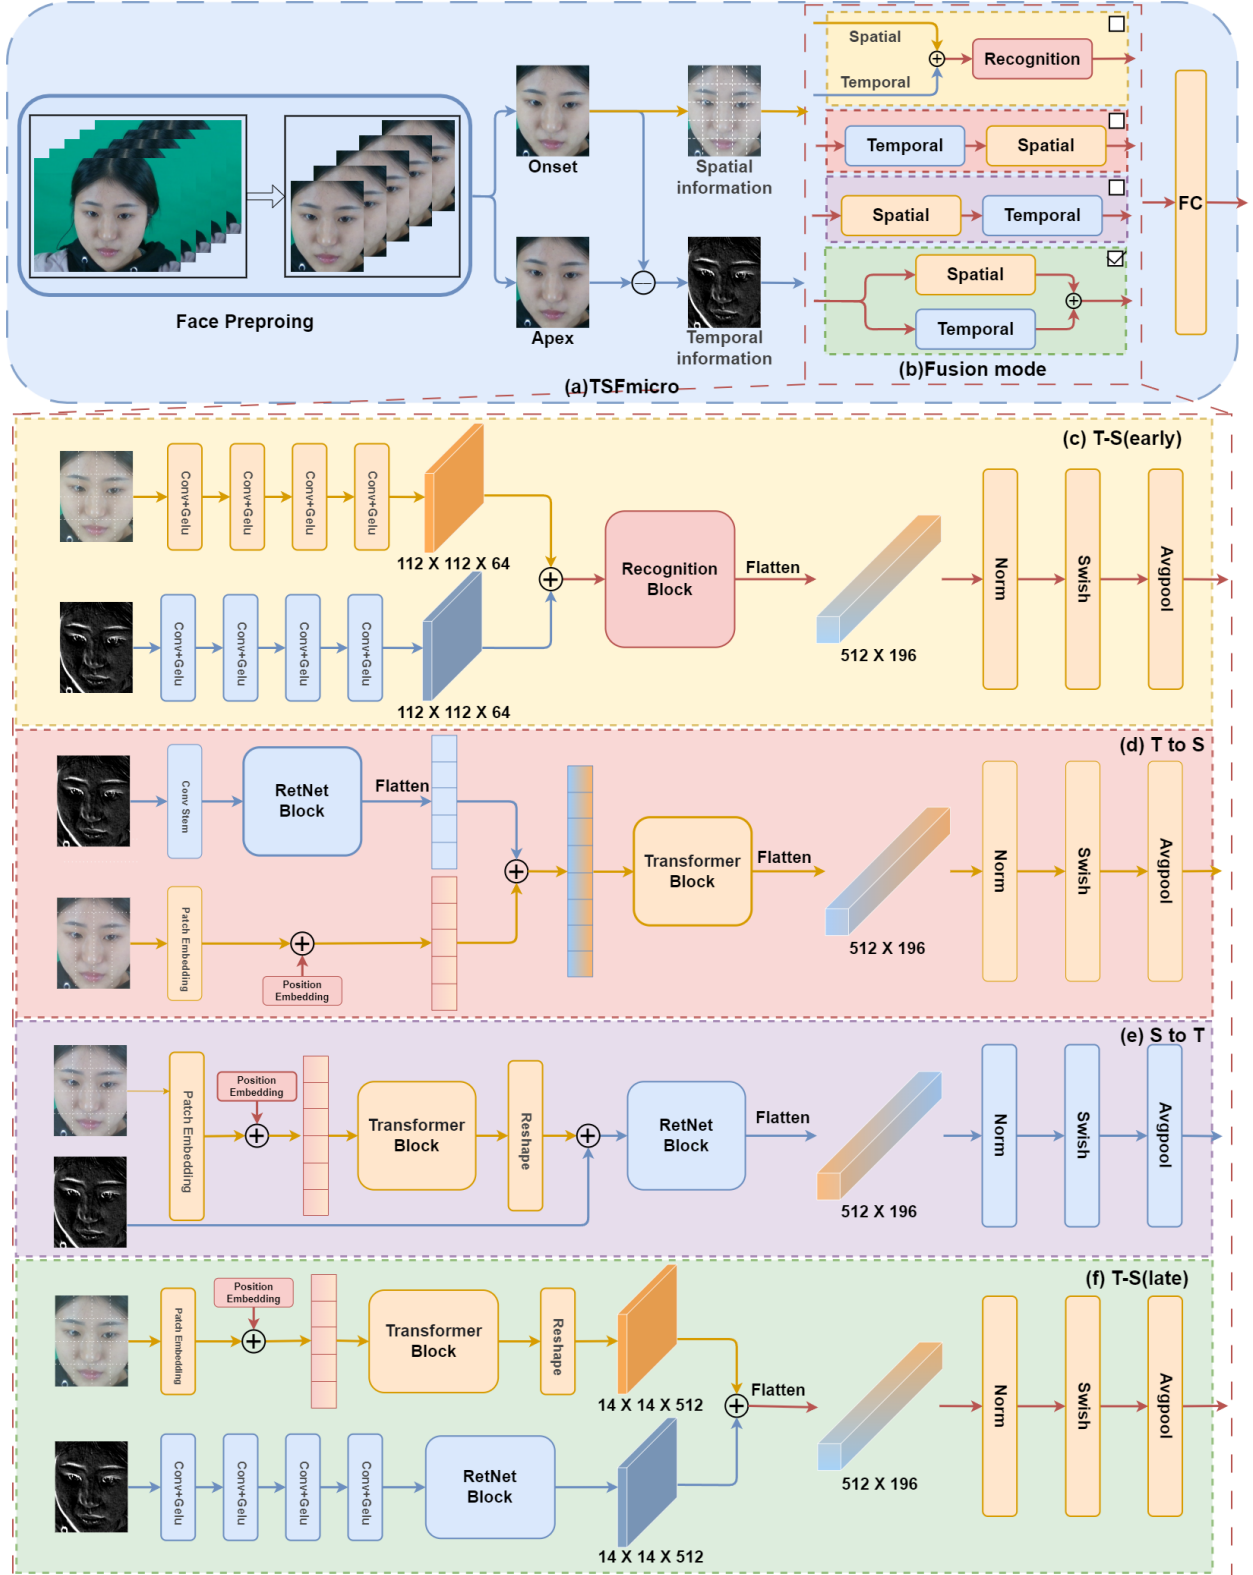 Face Preproing
Onset
Apex
Spatial
information
Temporal
information
(a)TSFmicro
Spatial
Temporal
Recognition
Temporal
Spatial
Spatial
Temporal
Spatial
Temporal
(b)Fusion mode
FC
(c) T-S(early)
Conv+Gelu
Conv+Gelu
Conv+Gelu
Conv+Gelu
112 X 112 X 64
Conv+Gelu
Conv+Gelu
Conv+Gelu
Conv+Gelu
112 X 112 X 64
Recognition
Block
Flatten
512 X 196
Norm
Swish
Avgpool
(d) T to S
Conv Stem
RetNet
Block
Flatten
Patch Embedding
Position
Embedding
Transformer
Block
Flatten
512 X 196
Norm
Swish
Avgpool
(e) S to T
Patch Embedding
Position
Embedding
Transformer
Block
Reshape
RetNet
Block
Flatten
512 X 196
Norm
Swish
Avgpool
(f) T-S(late)
Patch Embedding
Position
Embedding
Transformer
Block
Reshape
14 X 14 X 512
Conv+Gelu
Conv+Gelu
Conv+Gelu
Conv+Gelu
RetNet
Block
14 X 14 X 512
Flatten
512 X 196
Norm
Swish
Avgpool